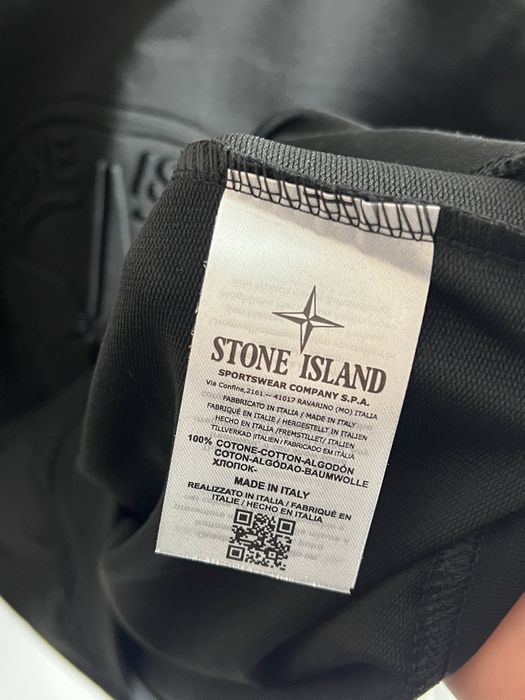 STONE ISLAND
SPORTSWEAR COMPANY S.P.A.
Via Confine,2161 – 41017 RAVARINO (MO) ITALIA
FABBRICATO IN ITALIA / MADE IN ITALY
FABRIQUÉ EN ITALIE / HERGESTELLT IN ITALIEN
HECHO EN ITALIA /FREMSTILLET/ ITALIEN
TILLVERKAD |ITALIEN / FABRICADO EM ITÁLIA
100% COTONE-COTTON-ALGODÓN
COTON-ALGODÃO-BAUMWOLLE
ХЛОПОК-
MADE IN ITALY
REALIZZATO IN ITALIA / FABRIQUÉ EN
ITALIE / HECHO EN ITALIA